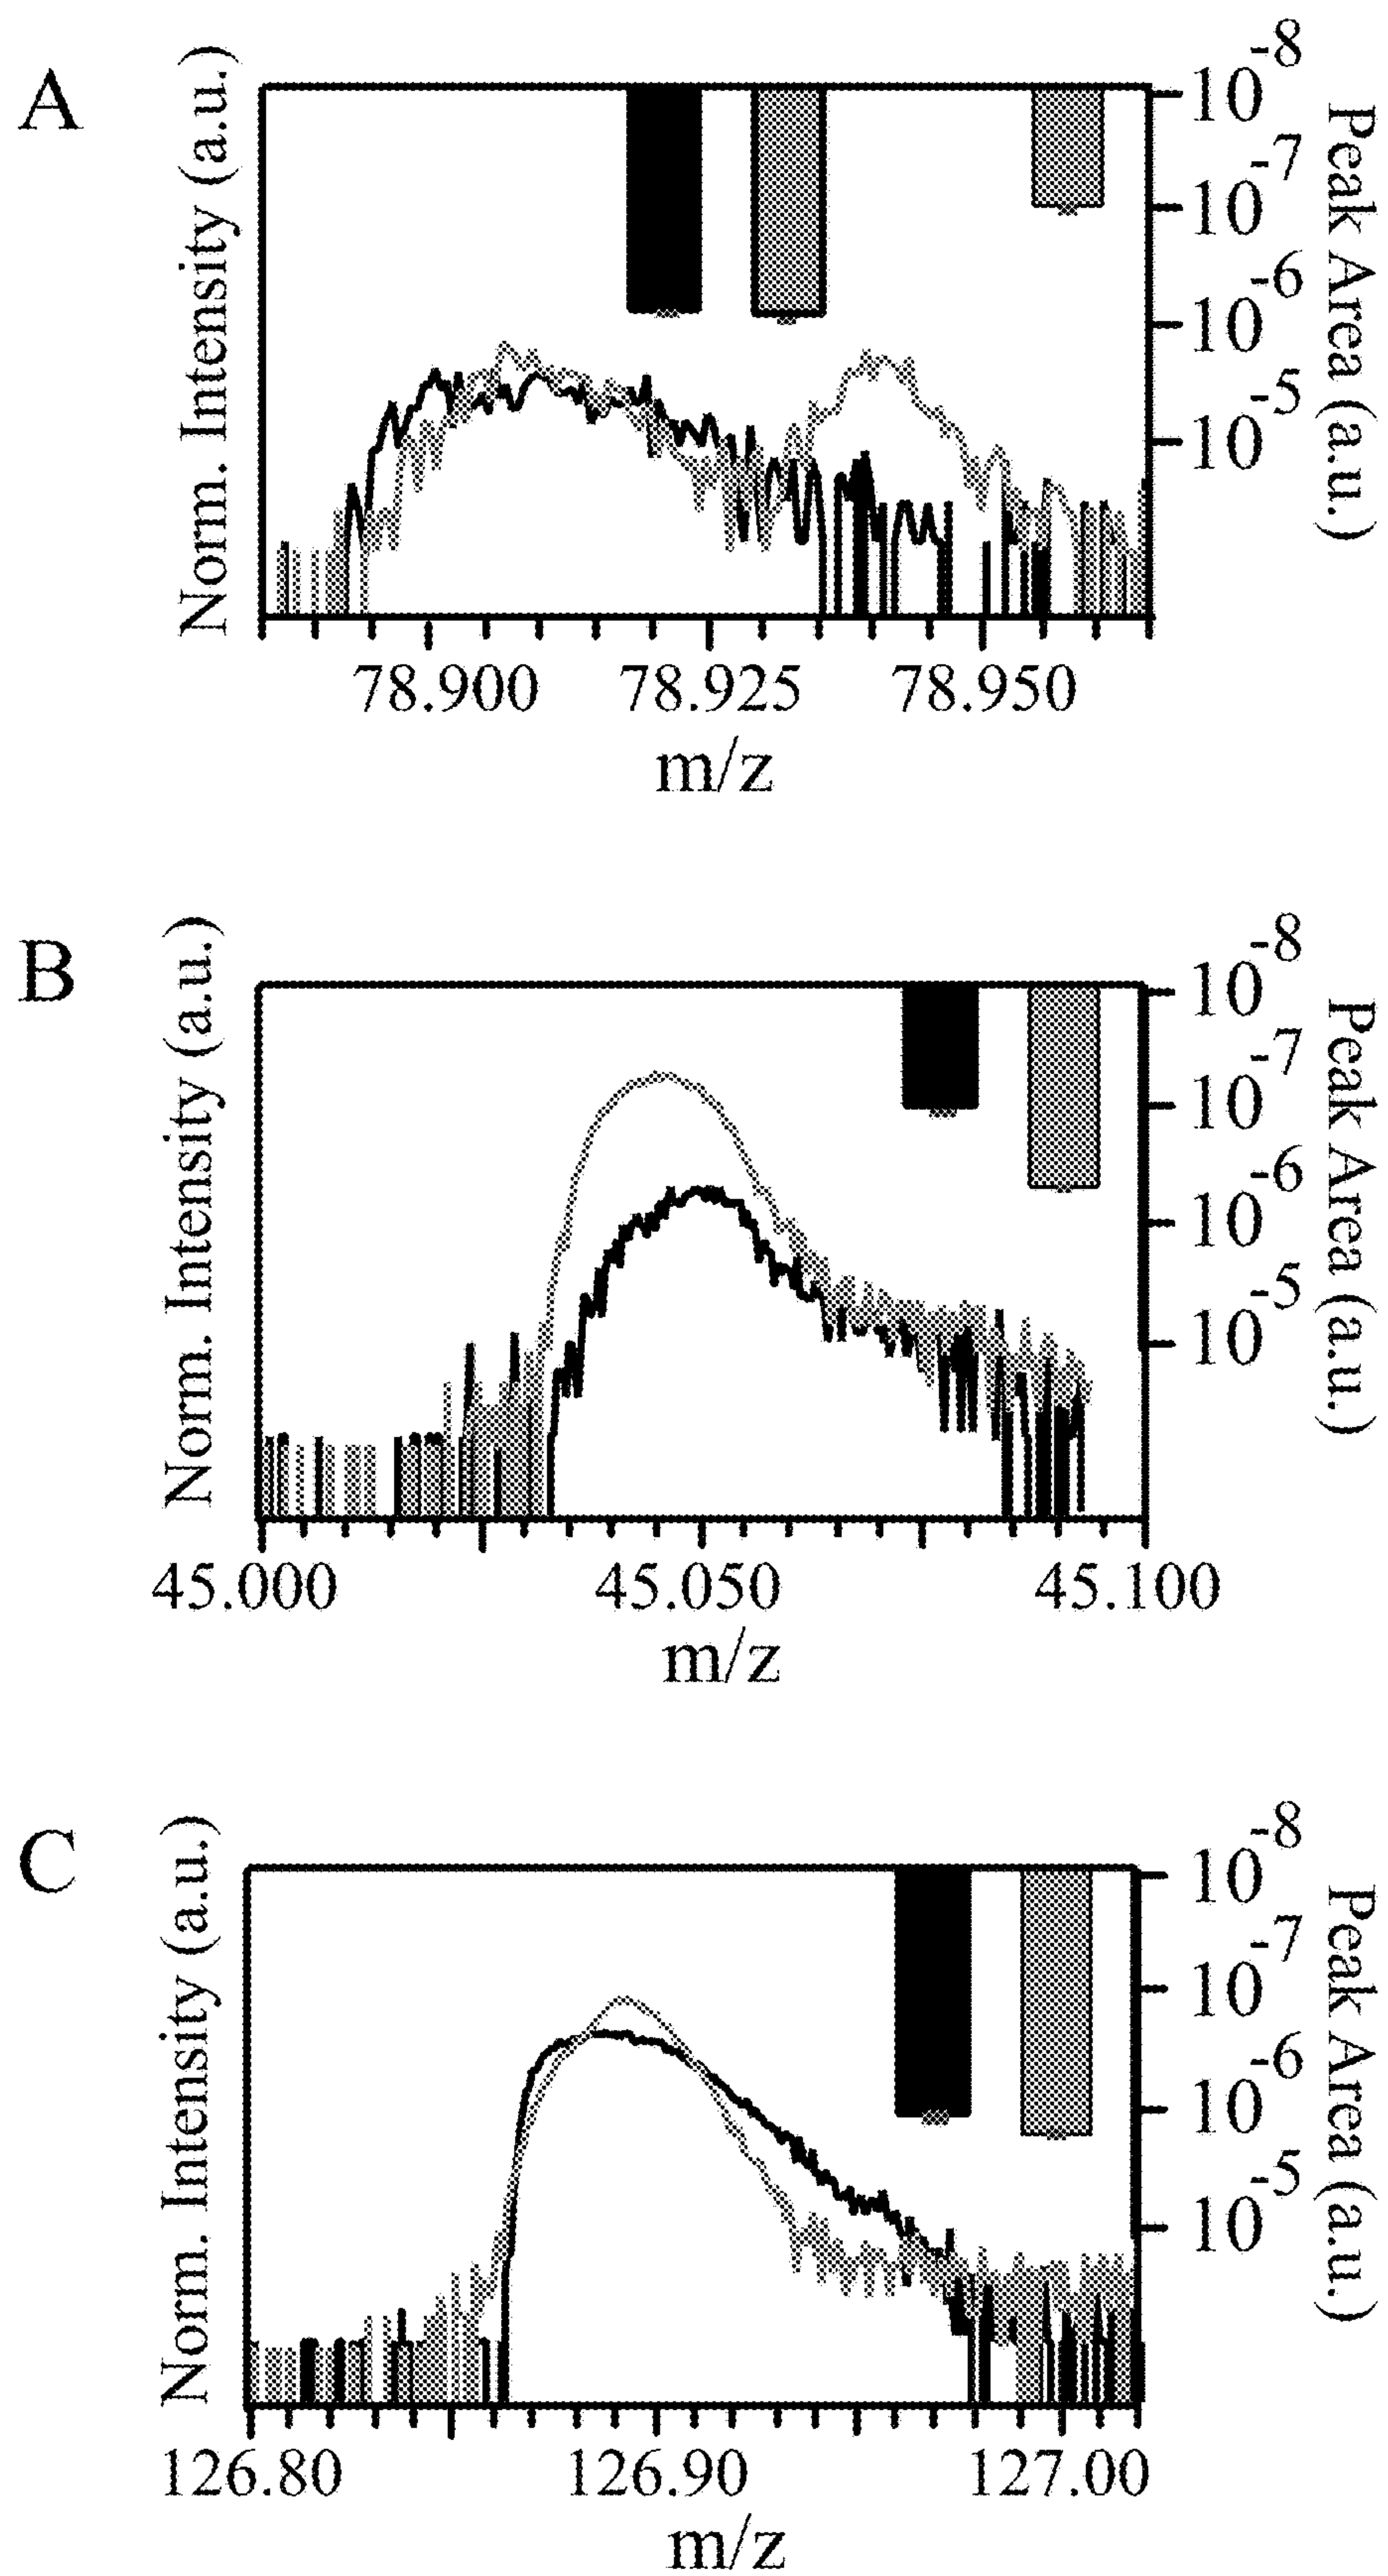 A
Norm. Intensity (a.u.)
10-8
10-7
10-6
10-5
Peak Area (a.u.)
78.900 78.925 78.950
m/z
B
Norm. Intensity (a.u.)
10-8
10-7
10-6
10-5
Peak Area (a.u.)
45.000 45.050 45.100
m/z
C
Norm. Intensity (a.u.)
10-8
10-7
10-6
10-5
Peak Area (a.u.)
126.80 126.90 127.00
m/z